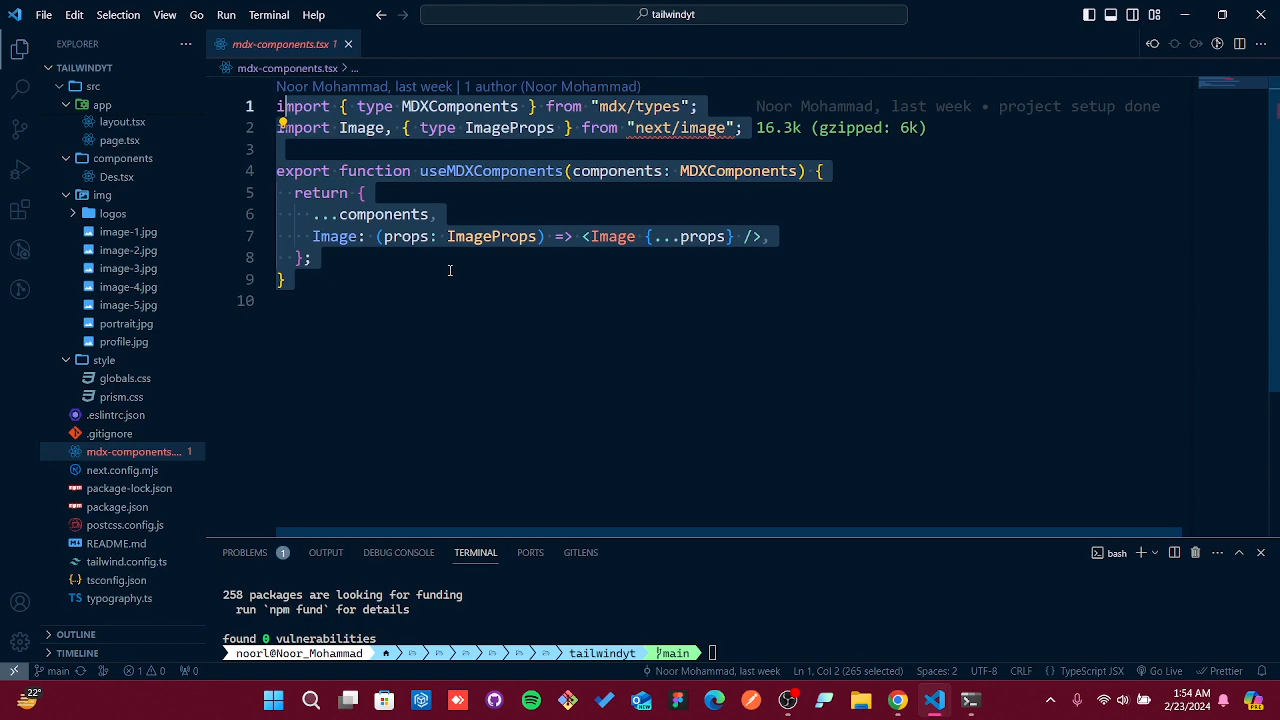 File Edit Selection View Go Run Terminal Help
tailwindyt
EXPLORER
mdx-components.tsx 1
TAILWINDYT
mdx-components.tsx > ...
src
app
layout.tsx
page.tsx
components
Des.tsx
img
logos
image-1.jpg
image-2.jpg
image-3.jpg
image-4.jpg
image-5.jpg
portrait.jpg
profile.jpg
style
globals.css
prism.css
.eslintrc.json
.gitignore
mdx-components.... 1
next.config.mjs
package-lock.json
package.json
postcss.config.js
README.md
tailwind.config.ts
tsconfig.json
typography.ts
OUTLINE
TIMELINE
Noor Mohammad, last week | 1 author (Noor Mohammad)
1 import { type MDXComponents } from "mdx/types"; Noor Mohammad, last week • project setup done
2 import Image, { type ImageProps } from "next/image"; 16.3k (gzipped: 6k)
3
4 export function useMDXComponents(components: MDXComponents) {
5 return {
6 ...components,
7 Image: (props: ImageProps) => <Image {...props} />,
8 };
9 }
10
PROBLEMS 1 OUTPUT DEBUG CONSOLE TERMINAL PORTS GITLENS
bash
258 packages are looking for funding
run `npm fund` for details
found 0 vulnerabilities
noorl@Noor_Mohammad tailwindyt main
main 1 0 0 Noor Mohammad, last week Ln 1, Col 2 (265 selected) Spaces: 2 UTF-8 CRLF {} TypeScript JSX Go Live Prettier
22°
NEW
1:54 AM
2/23/2024
PRE